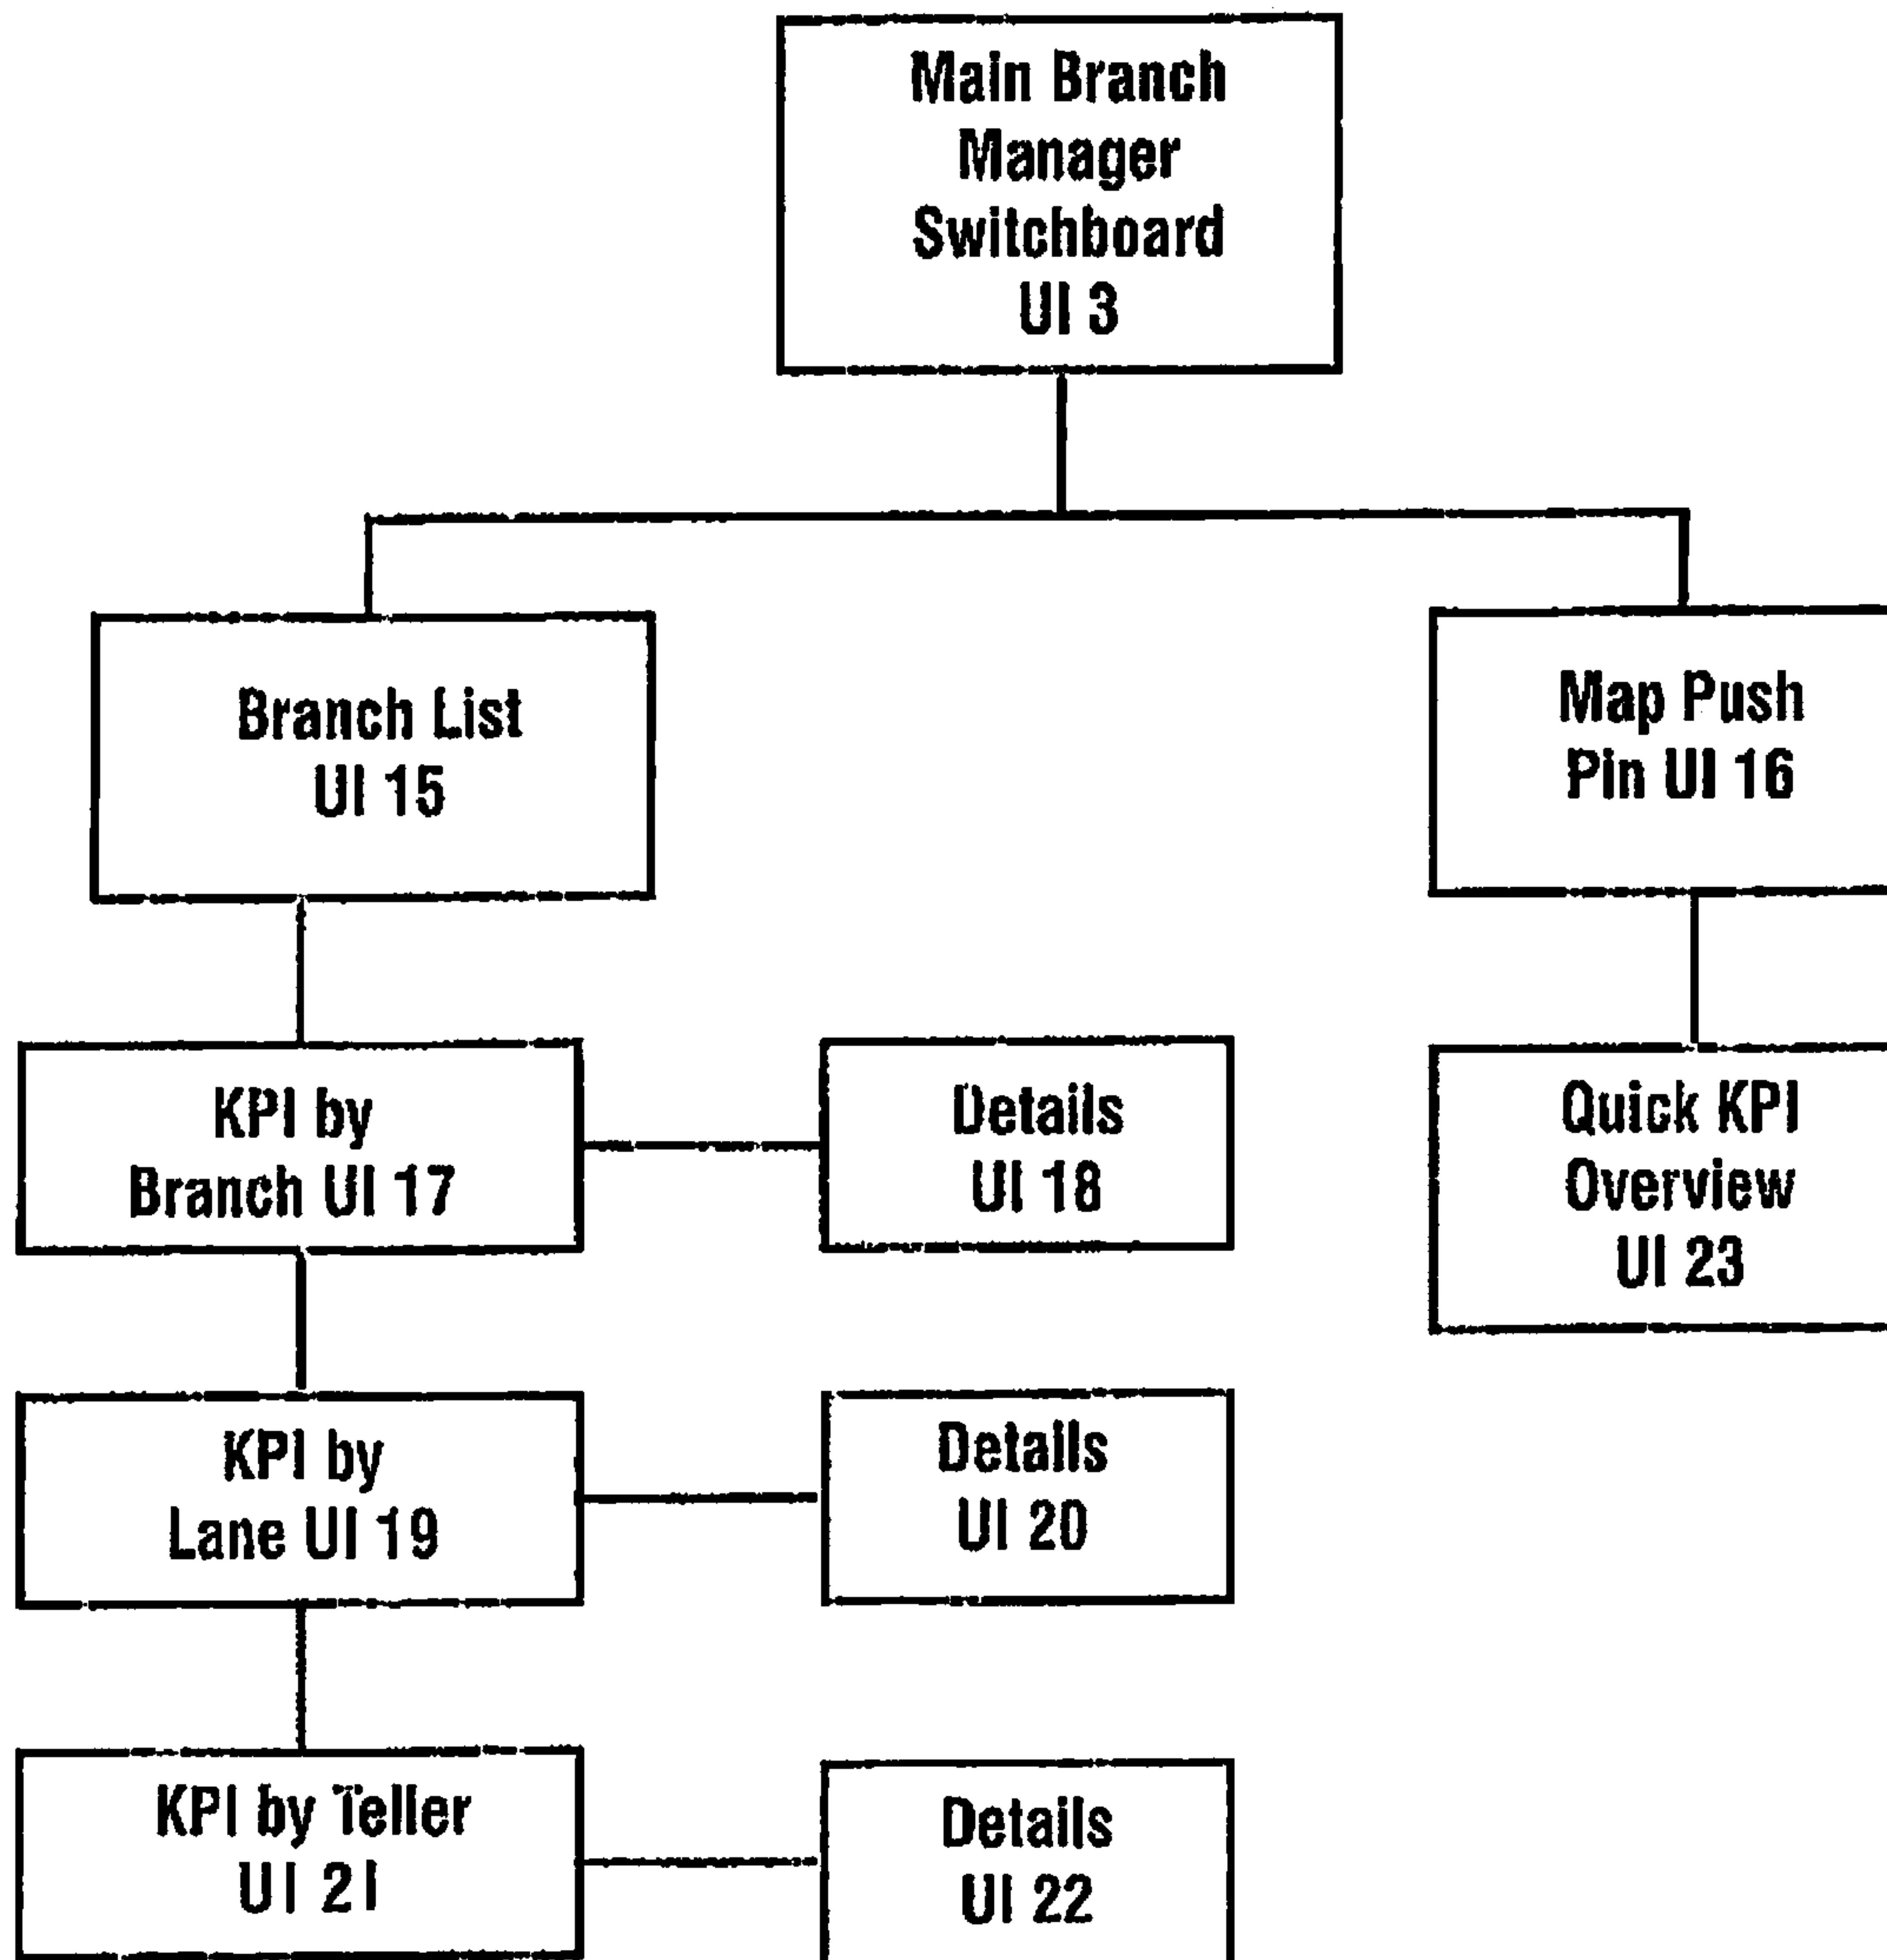 Main Branch
Manager
Switchboard
UI 3
Branch List
UI 15
Map Push
Pin UI 16
KPI by
Branch UI 17
Details
UI 18
Quick KPI
Overview
UI 23
KPI by
Lane UI 19
Details
UI 20
KPI by Teller
UI 21
Details
UI 22